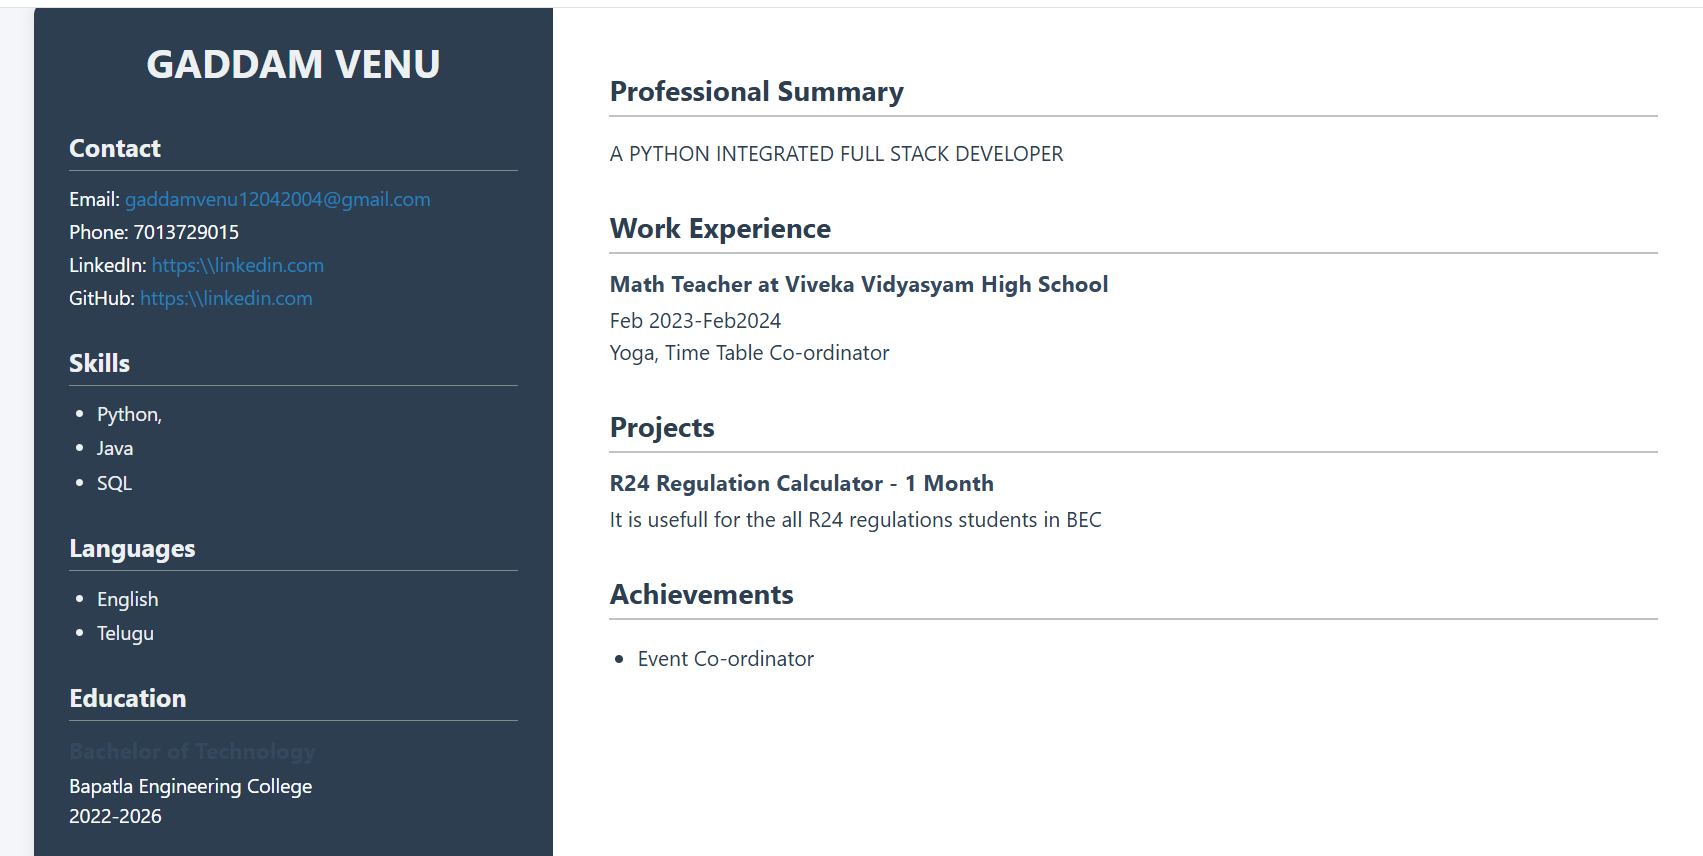 GADDAM VENU
Contact
Email: gaddamvenu12042004@gmail.com
Phone: 7013729015
LinkedIn: https:\\linkedin.com
GitHub: https:\\linkedin.com
Skills
Python,
Java
SQL
Languages
English
Telugu
Education
Bachelor of Technology
Bapatla Engineering College
2022-2026
Professional Summary
A PYTHON INTEGRATED FULL STACK DEVELOPER
Work Experience
Math Teacher at Viveka Vidyasyam High School
Feb 2023-Feb2024
Yoga, Time Table Co-ordinator
Projects
R24 Regulation Calculator - 1 Month
It is usefull for the all R24 regulations students in BEC
Achievements
Event Co-ordinator